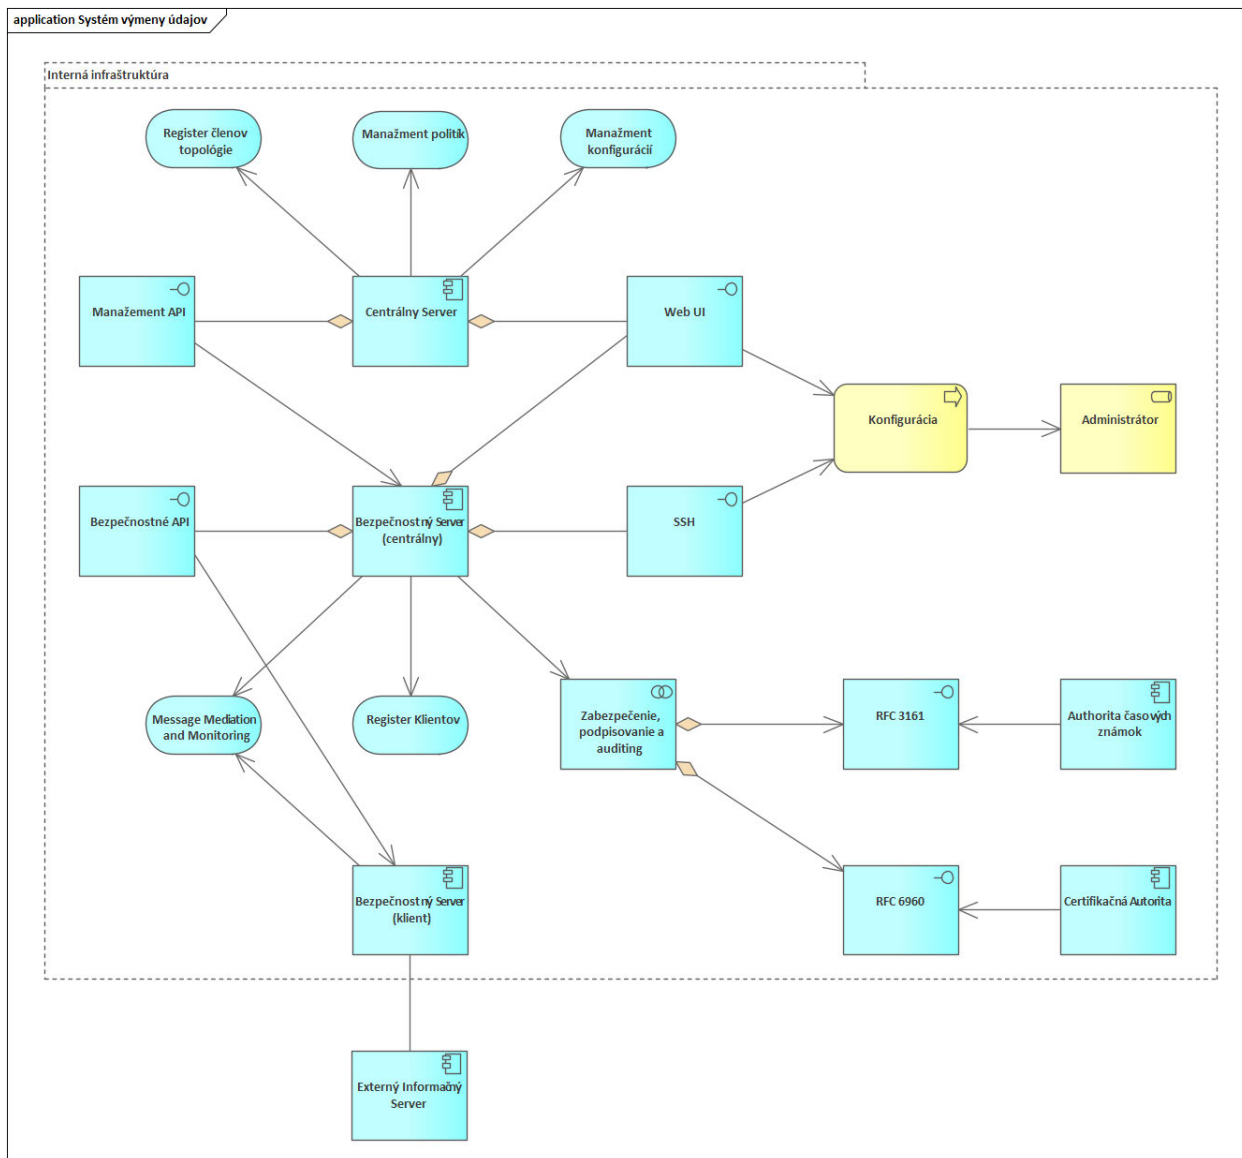 application Systém výmeny údajov
Interná infraštruktúra
Register členov
topológie
Manažment politík
Manažment
konfigurácií
Manažement API
Centrálny Server
Web UI
Konfigurácia
Administrátor
Bezpečnostné API
Bezpečnostný Server
(centrálny)
SSH
Message Mediation
and Monitoring
Register Klientov
Zabezpečenie,
podpisovanie a
auditing
RFC 3161
Authorita časových
známok
Bezpečnostný Server
(klient)
RFC 6960
Certifikačná Autorita
Externý Informačný
Server